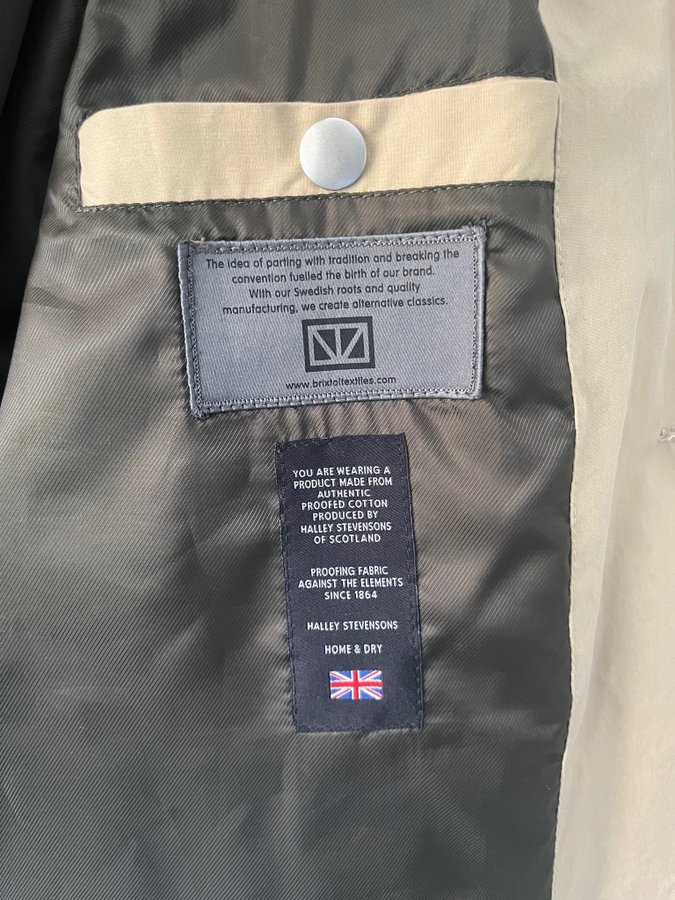 The idea of parting with tradition and breaking the
convention fuelled the birth of our brand.
With our Swedish roots and quality
manufacturing, we create alternative classics.
www.brixtoltextiles.com
YOU ARE WEARING A
PRODUCT MADE FROM
AUTHENTIC
PROOFED COTTON
PRODUCED BY
HALLEY STEVENSONS
OF SCOTLAND
PROOFING FABRIC
AGAINST THE ELEMENTS
SINCE 1864
HALLEY STEVENSONS
HOME & DRY